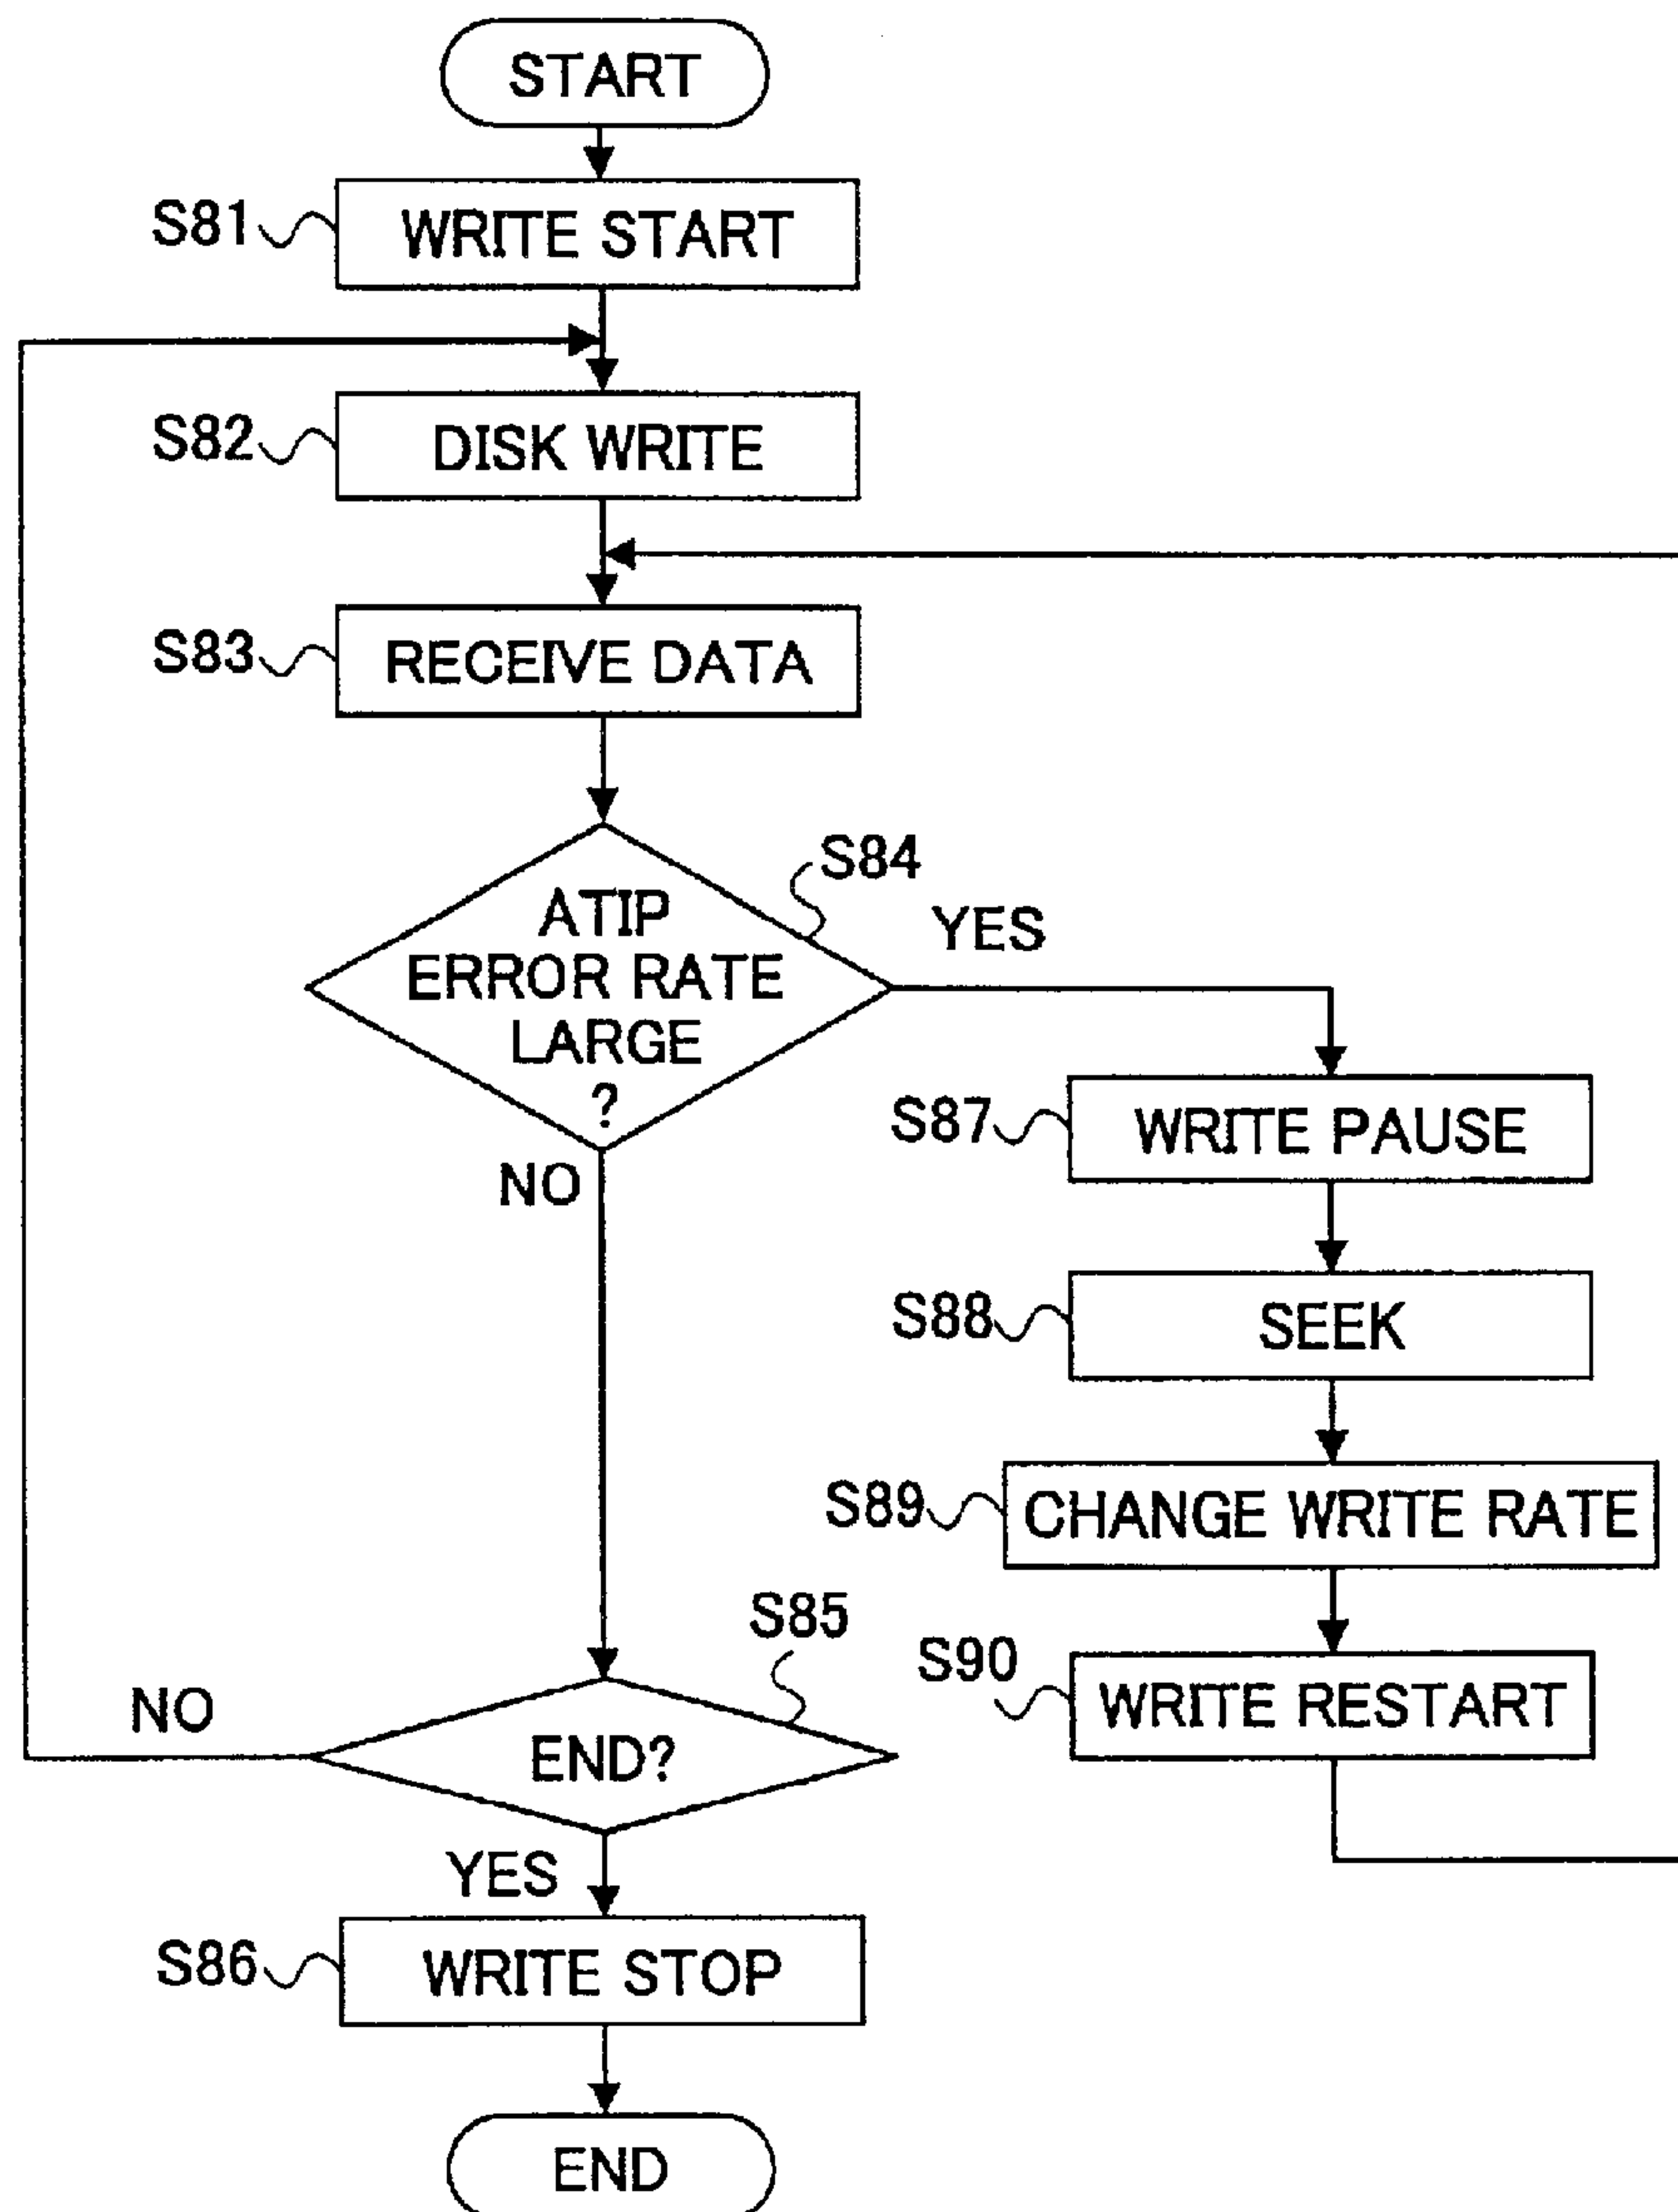 START
S81
WRITE START
S82
DISK WRITE
S83
RECEIVE DATA
S84
ATIP
ERROR RATE
LARGE
?
YES
NO
S87
WRITE PAUSE
S88
SEEK
S89
CHANGE WRITE RATE
S90
WRITE RESTART
S85
END?
NO
YES
S86
WRITE STOP
END